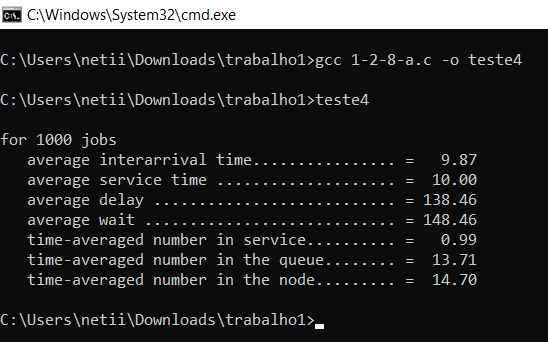 C:\Windows\System32\cmd.exe
C:\Users\netii\Downloads\trabalho1>gcc 1-2-8-a.c -o teste4
C:\Users\netii\Downloads\trabalho1>teste4
for 1000 jobs
   average interarrival time................ =   9.87
   average service time .................... =  10.00
   average delay ........................... = 138.46
   average wait ............................ = 148.46
   time-averaged number in service.......... =   0.99
   time-averaged number in the queue........ =  13.71
   time-averaged number in the node......... =  14.70
C:\Users\netii\Downloads\trabalho1>